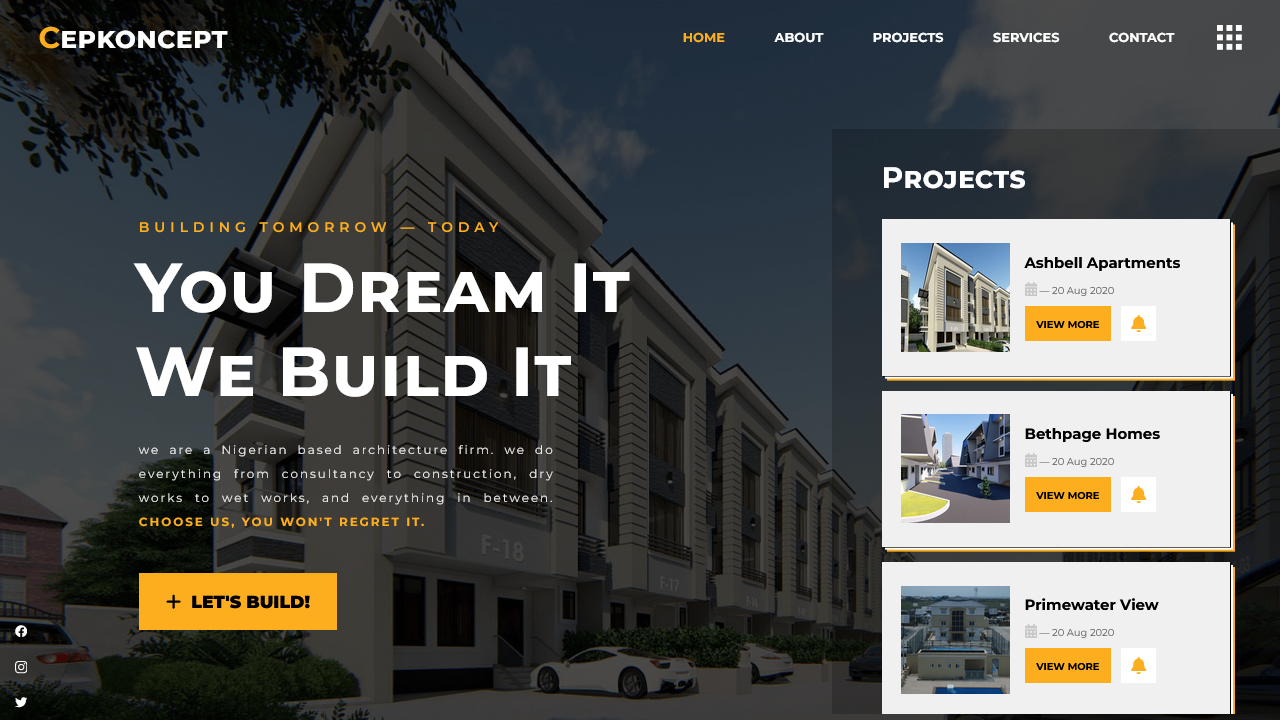 CEPKONCEPT
HOME ABOUT PROJECTS SERVICES CONTACT
BUILDING TOMORROW — TODAY
YOU DREAM IT
WE BUILD IT
we are a Nigerian based architecture firm. we do
everything from consultancy to construction, dry
works to wet works, and everything in between.
CHOOSE US, YOU WON'T REGRET IT.
+ LET'S BUILD!
F-18
F-17
PROJECTS
Ashbell Apartments
— 20 Aug 2020
VIEW MORE
Bethpage Homes
— 20 Aug 2020
VIEW MORE
Primewater View
— 20 Aug 2020
VIEW MORE